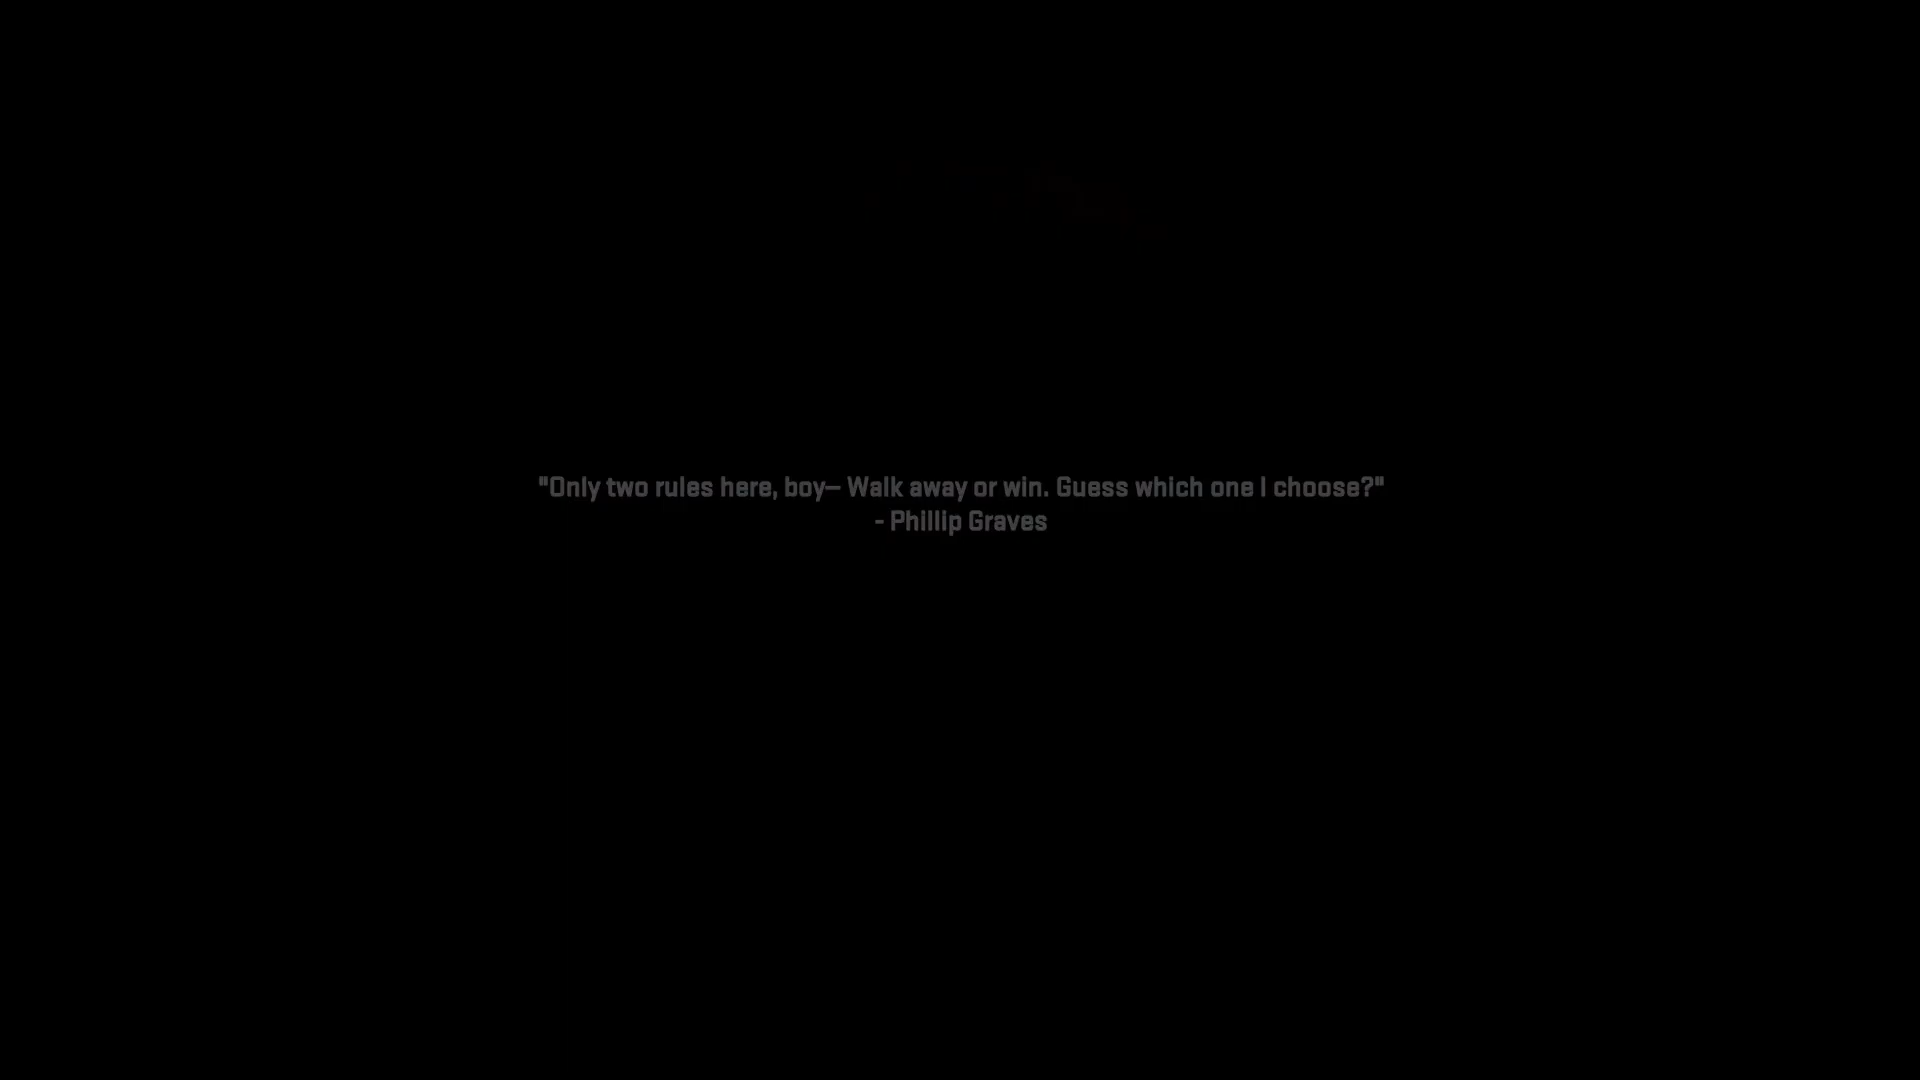 "Only two rules here, boy— Walk away or win. Guess which one I choose?"
- Phillip Graves